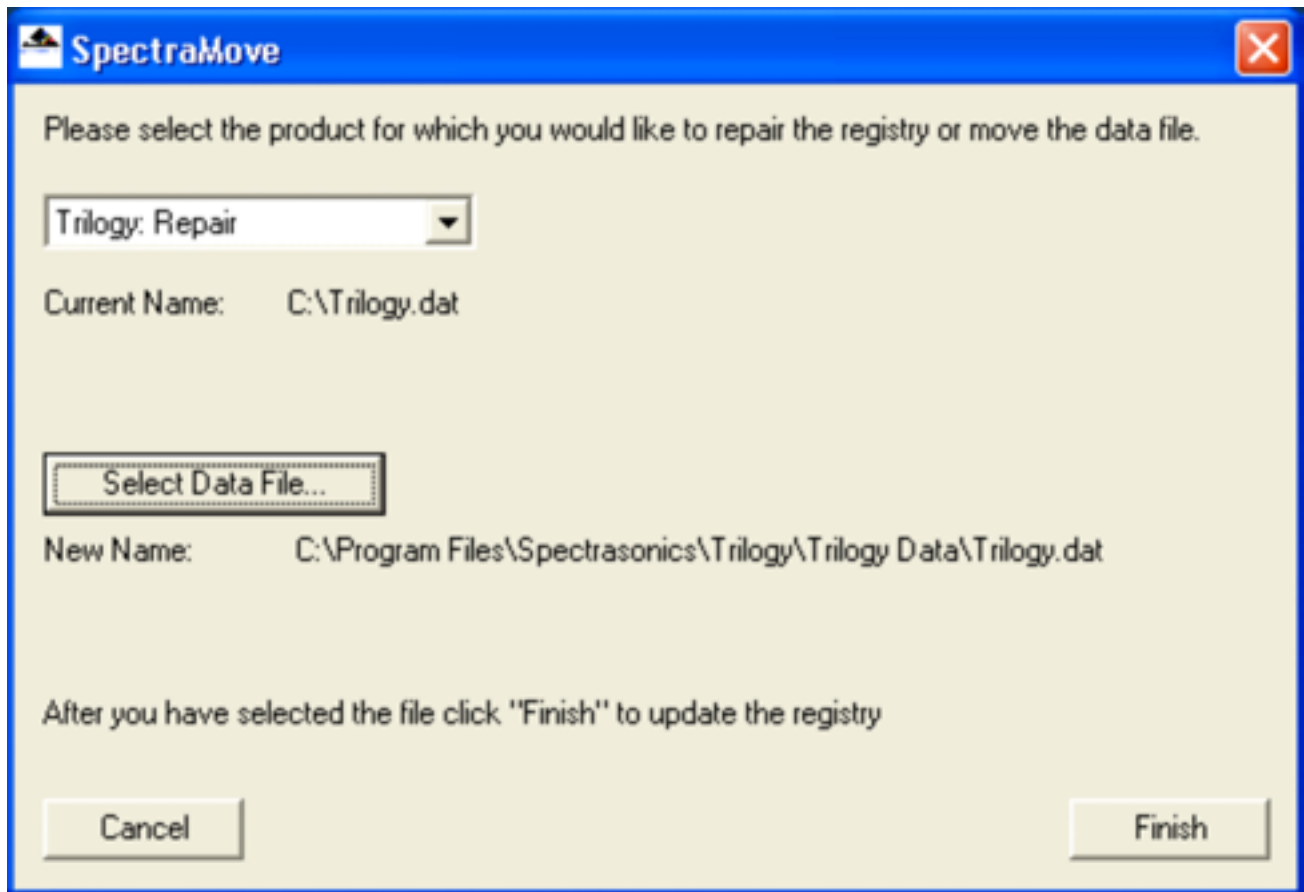 SpectraMove
Please select the product for which you would like to repair the registry or move the data file.
Trilogy: Repair
Current Name: C:\Trilogy.dat
Select Data File...
New Name: C:\Program Files\Spectrasonics\Trilogy\Trilogy Data\Trilogy.dat
After you have selected the file click "Finish" to update the registry
Cancel Finish